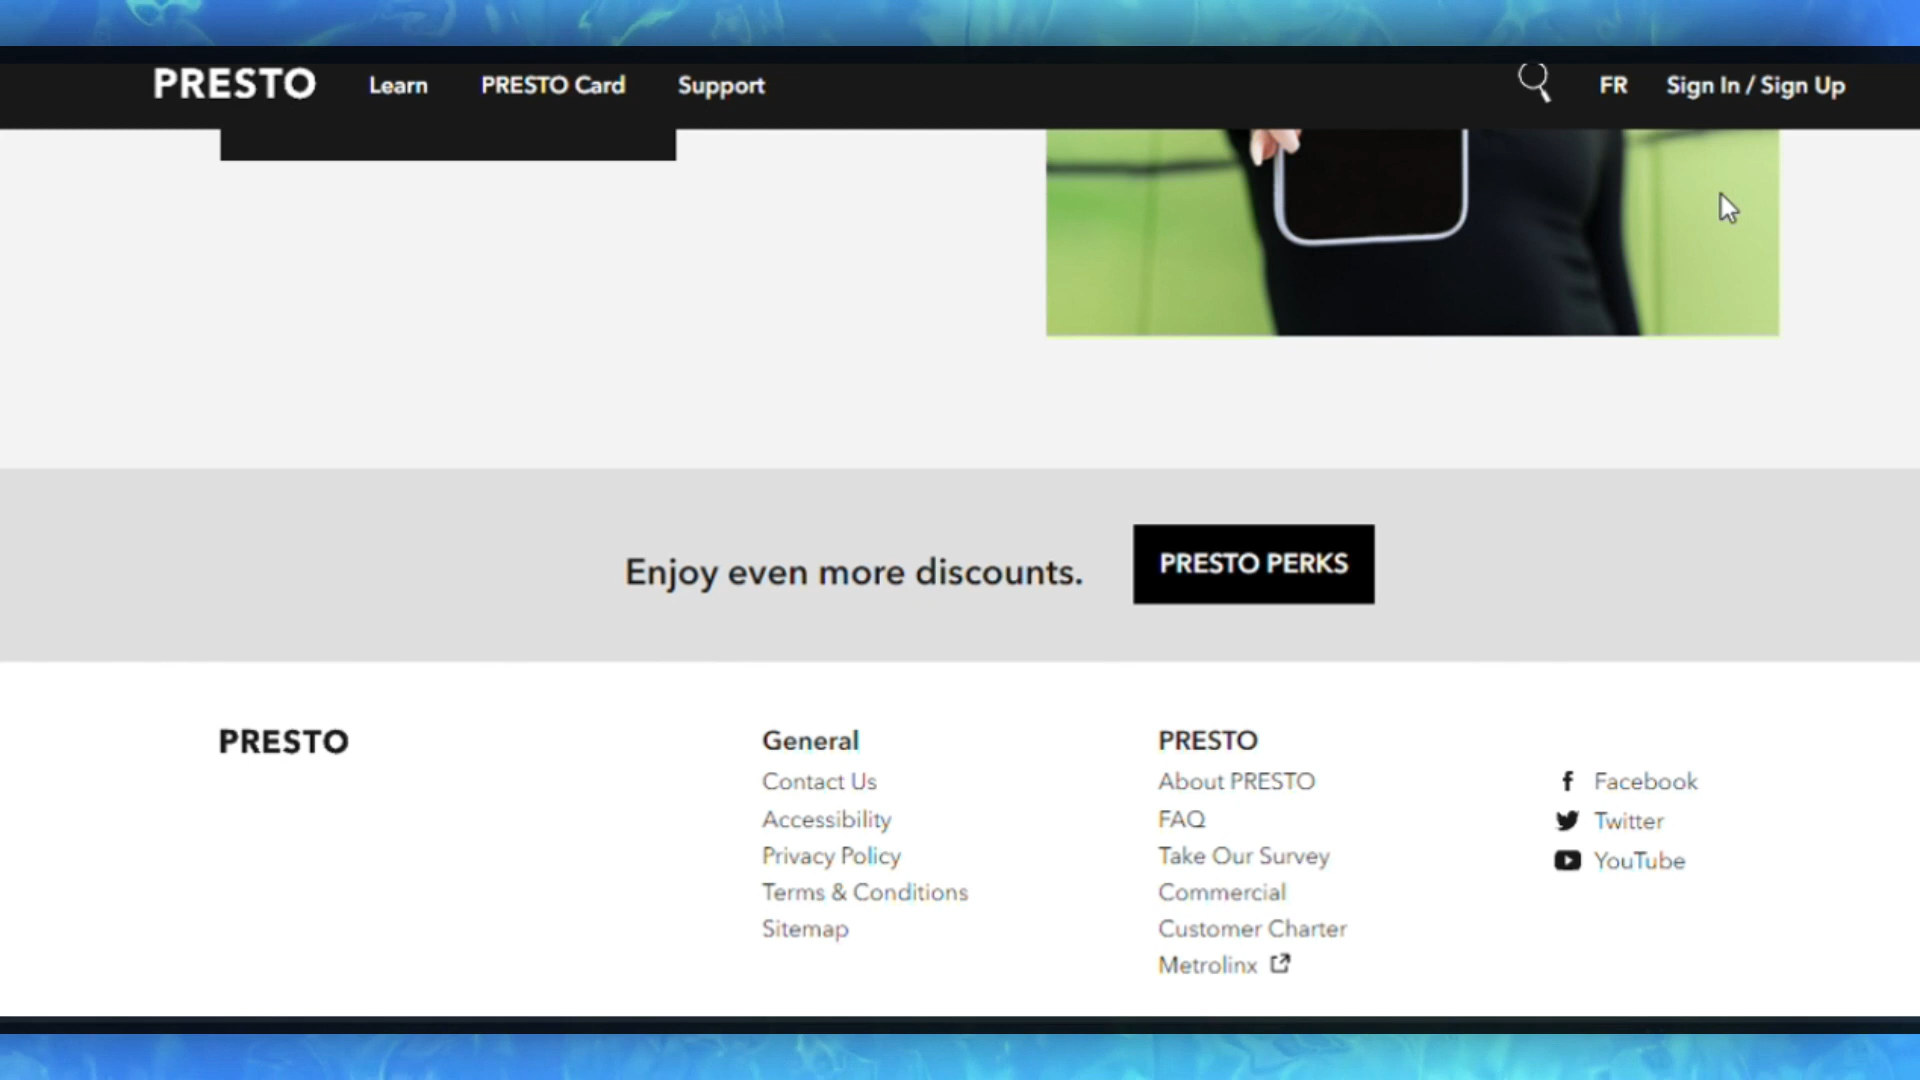 PRESTO Learn PRESTO Card Support FR Sign In / Sign Up
Enjoy even more discounts. PRESTO PERKS
PRESTO
General
Contact Us
Accessibility
Privacy Policy
Terms & Conditions
Sitemap
PRESTO
About PRESTO
FAQ
Take Our Survey
Commercial
Customer Charter
Metrolinx
Facebook
Twitter
YouTube